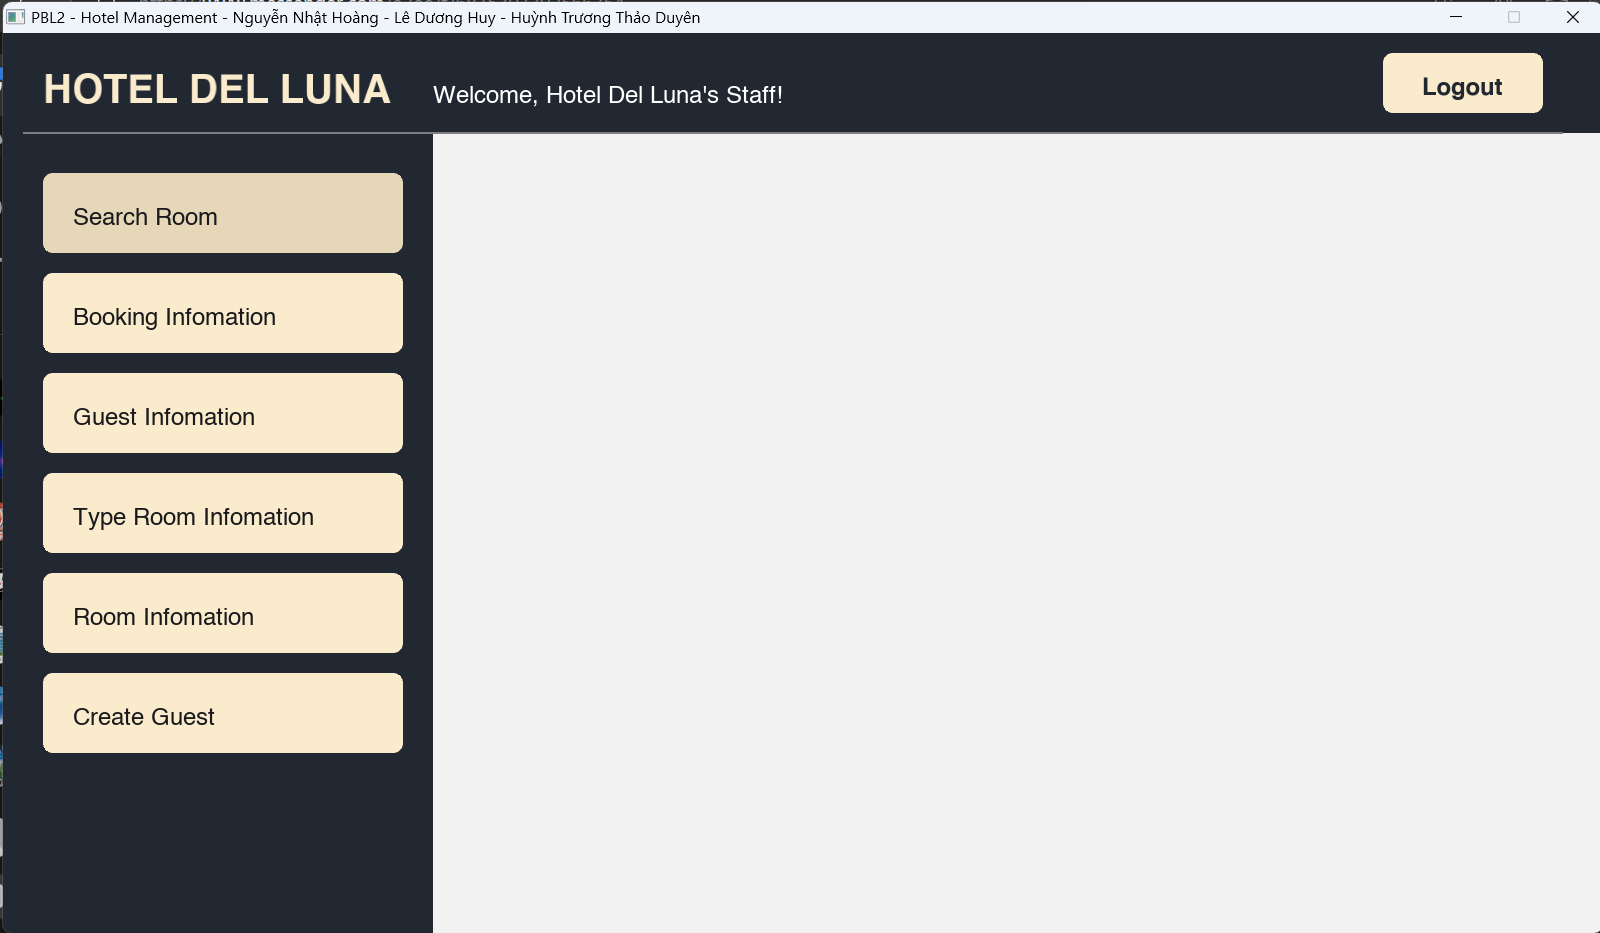 PBL2 - Hotel Management - Nguyễn Nhật Hoàng - Lê Dương Huy - Huỳnh Trương Thảo Duyên
HOTEL DEL LUNA
Welcome, Hotel Del Luna's Staff!
Logout
Search Room
Booking Infomation
Guest Infomation
Type Room Infomation
Room Infomation
Create Guest